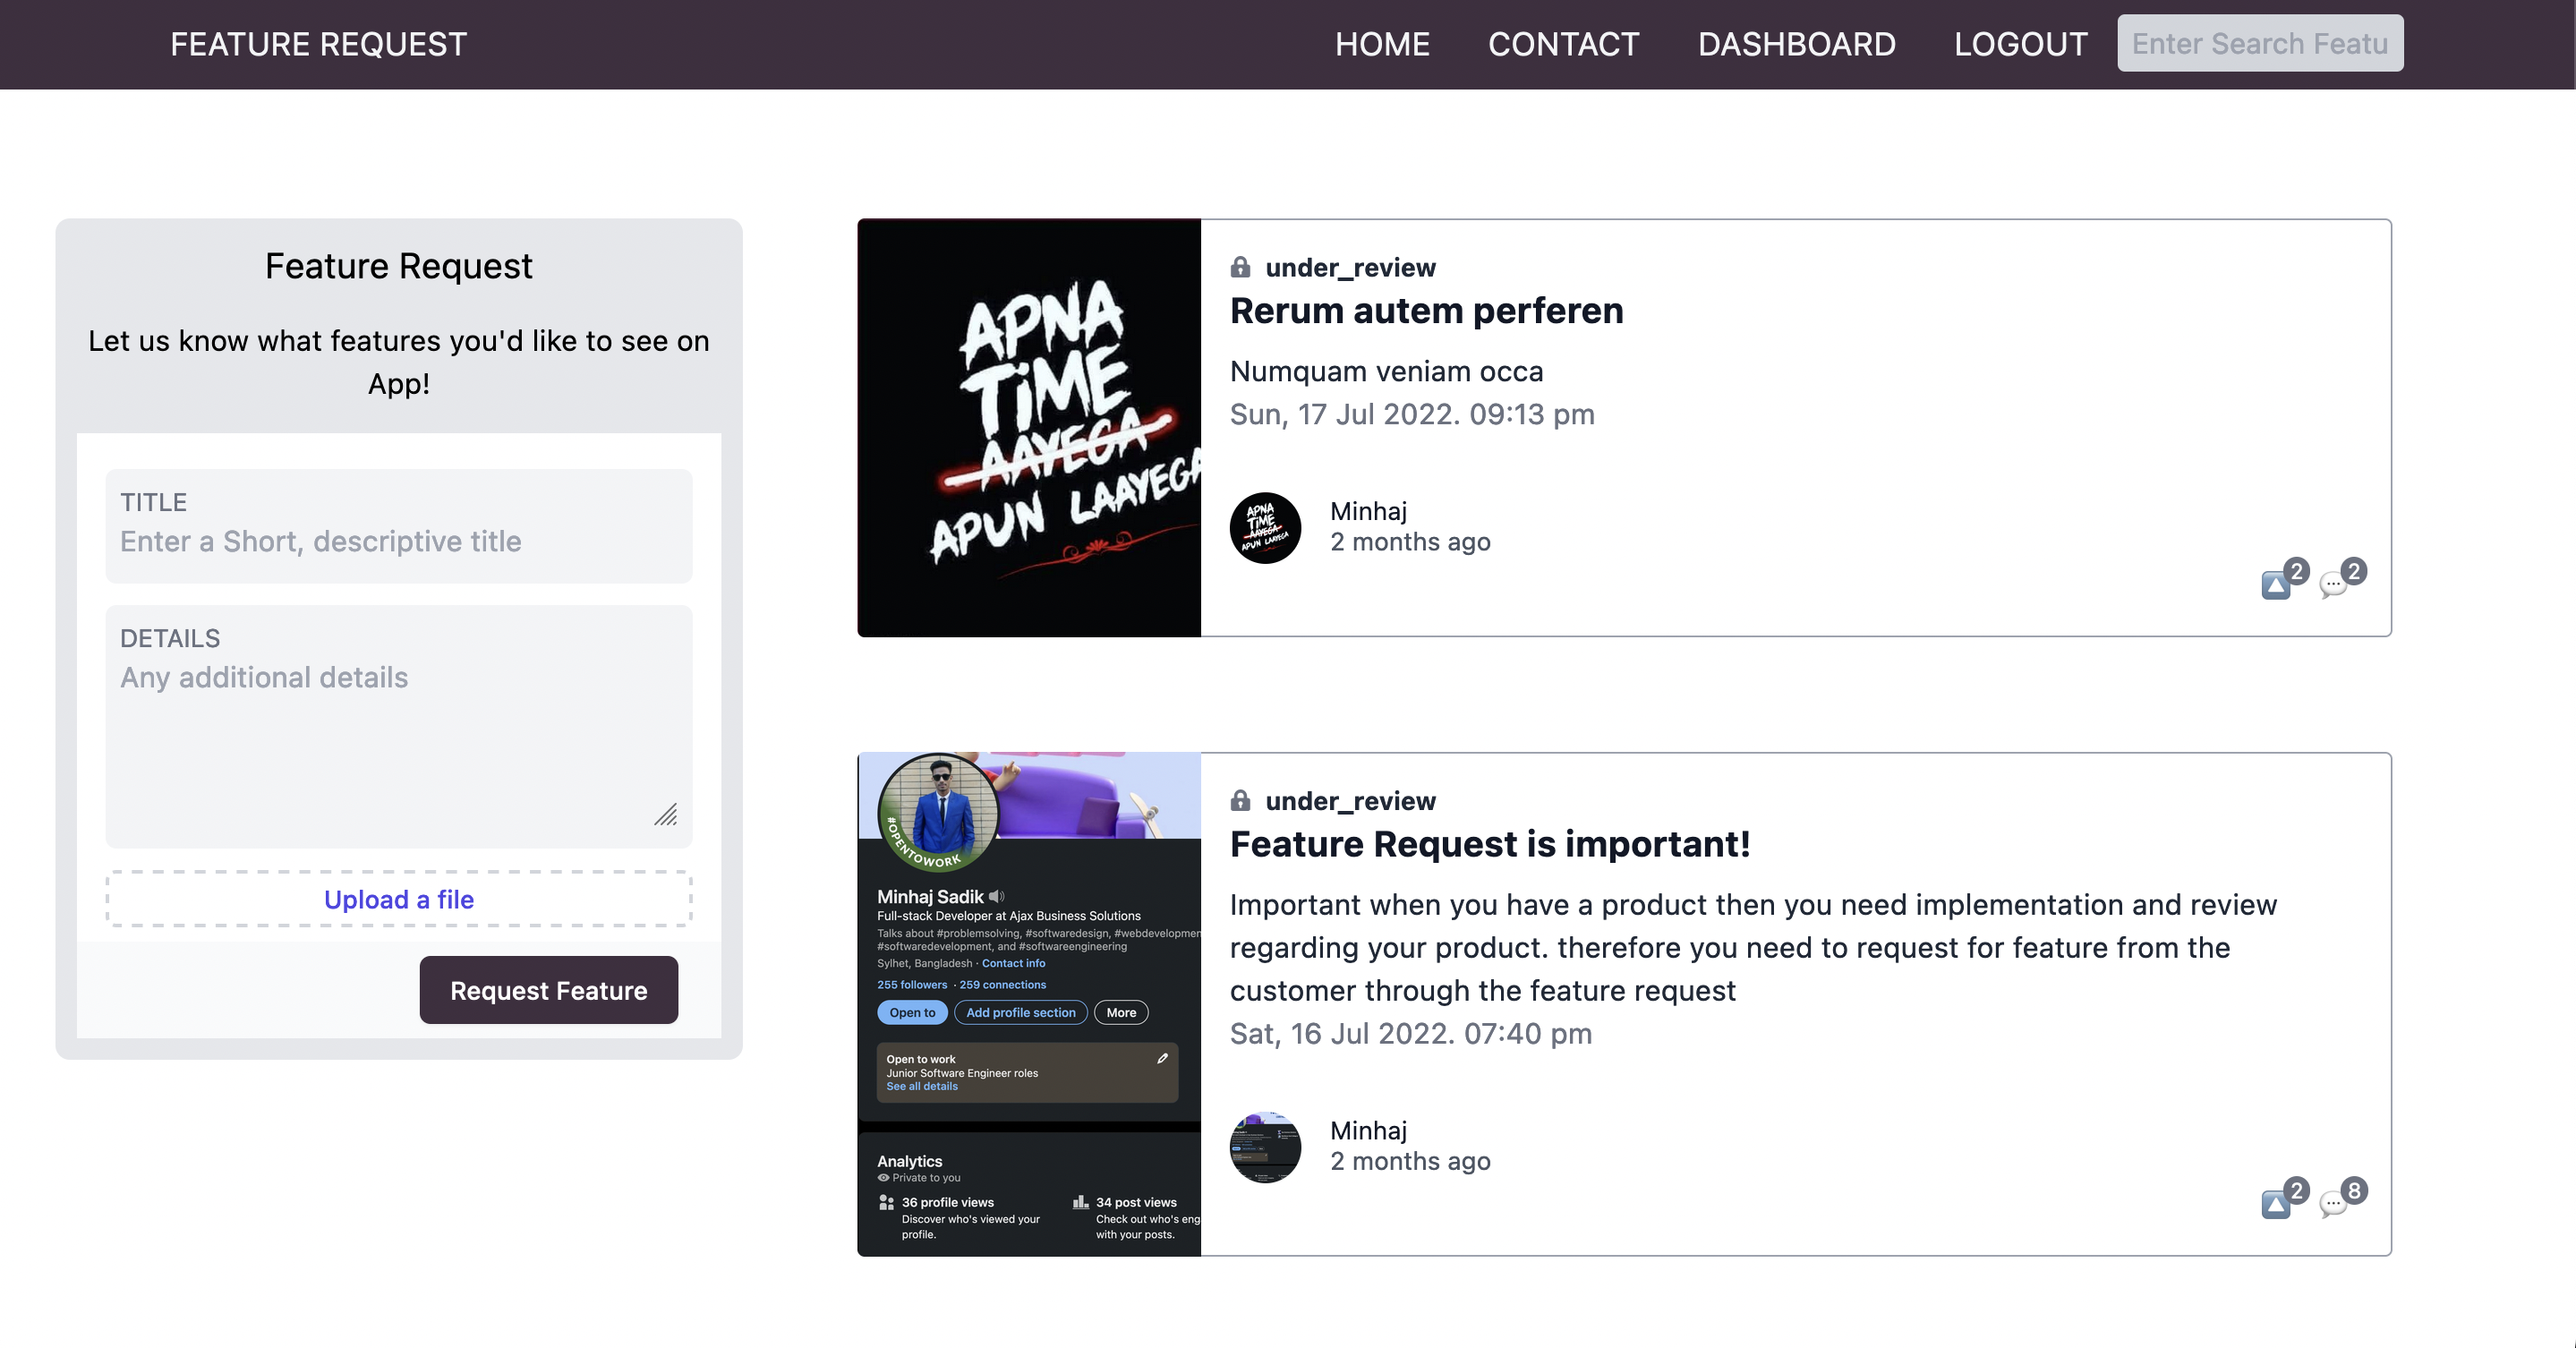 FEATURE REQUEST
HOME
CONTACT
DASHBOARD
LOGOUT
Enter Search Featu
Feature Request
Let us know what features you'd like to see on
App!
TITLE
Enter a Short, descriptive title
DETAILS
Any additional details
Upload a file
Request Feature
APNA
TiME
AAYEGA
APUN LAAYEGA
under_review
Rerum autem perferen
Numquam veniam occa
Sun, 17 Jul 2022. 09:13 pm
APNA
TiME
AAYEGA
APUN LAAYEGA
Minhaj
2 months ago
2
2
#OPENTOWORK
Minhaj Sadik
Full-stack Developer at Ajax Business Solutions
Talks about #problemsolving, #softwaredesign, #webdevelopmen
#softwaredevelopment, and #softwareengineering
Sylhet, Bangladesh · Contact info
255 followers · 259 connections
Open to
Add profile section
More
Open to work
Junior Software Engineer roles
See all details
Analytics
Private to you
36 profile views
Discover who's viewed your
profile.
34 post views
Check out who's eng
with your posts.
under_review
Feature Request is important!
Important when you have a product then you need implementation and review
regarding your product. therefore you need to request for feature from the
customer through the feature request
Sat, 16 Jul 2022. 07:40 pm
Minhaj
2 months ago
2
8